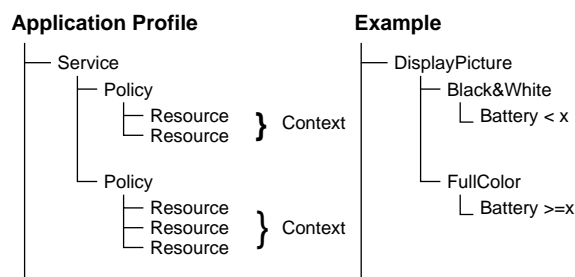 Application Profile
Service
Policy
Resource
Resource
} Context
Policy
Resource
Resource
Resource
} Context
Example
DisplayPicture
Black&White
Battery < x
FullColor
Battery >=x